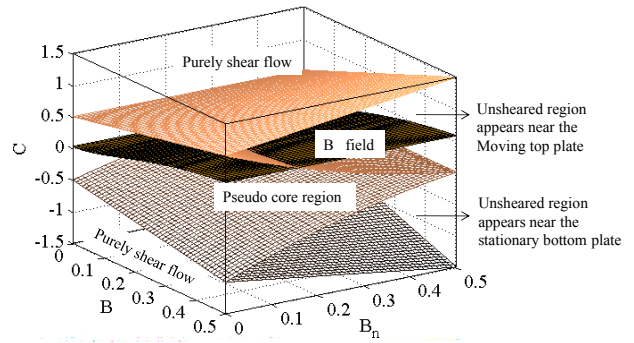 1.5
1
0.5
0
-0.5
-1
-1.5
C
Purely shear flow
B field
Pseudo core region
Purely shear flow
Unsheared region
appears near the
Moving top plate
Unsheared region
appears near the
stationary bottom plate
0
0.1
0.2
0.3
0.4
0.5
B
0
0.1
0.2
0.3
0.4
0.5
Bn